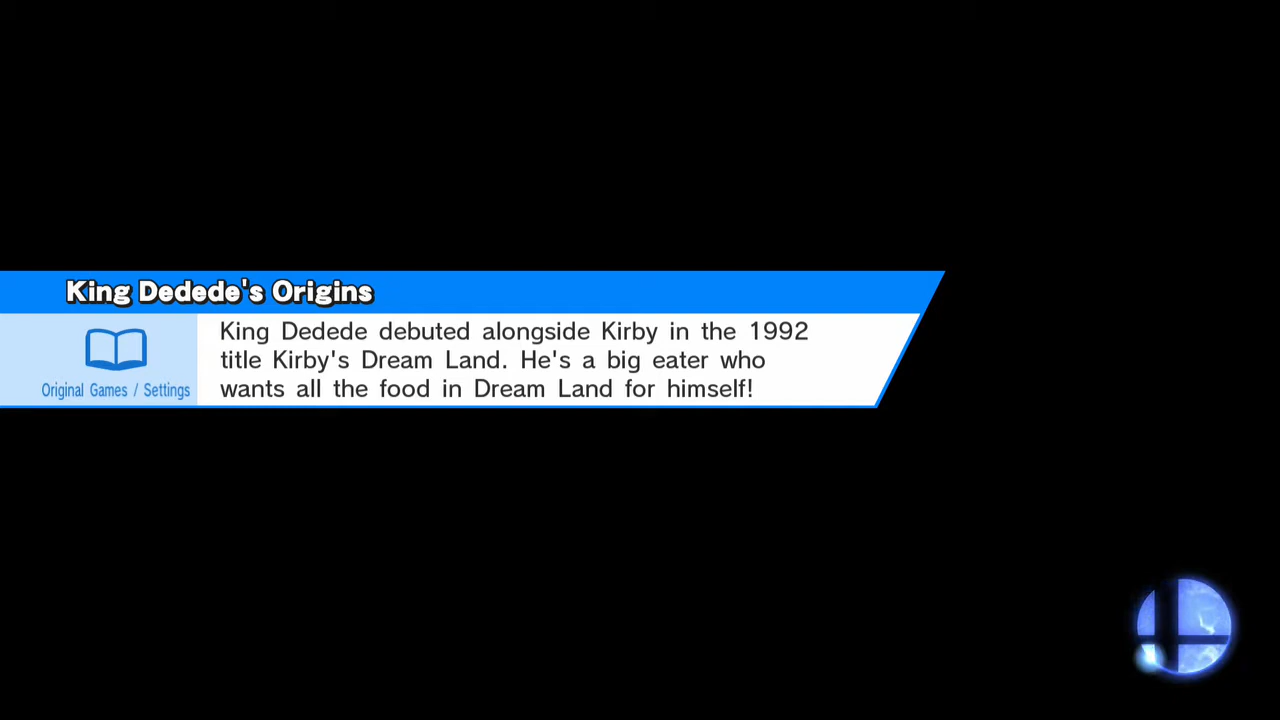 King Dedede's Origins
Original Games / Settings
King Dedede debuted alongside Kirby in the 1992
title Kirby's Dream Land. He's a big eater who
wants all the food in Dream Land for himself!